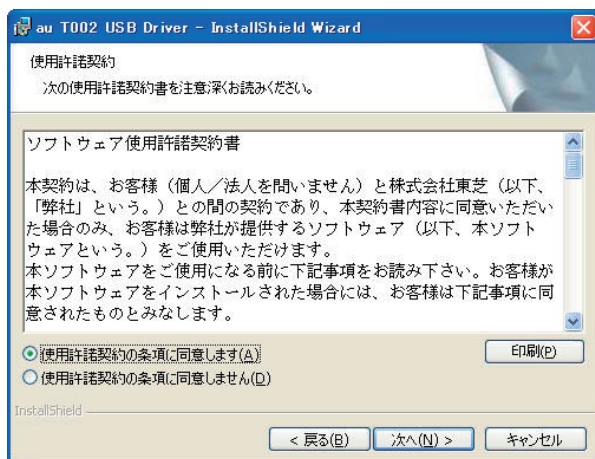 au T002 USB Driver - InstallShield Wizard
使用許諾契約
次の使用許諾契約書を注意深くお読みください。
ソフトウェア使用許諾契約書
本契約は、お客様（個人／法人を問いません）と株式会社東芝（以下、
「弊社」という。）との間の契約であり、本契約書内容に同意いただい
た場合のみ、お客様は弊社が提供するソフトウェア（以下、本ソフト
ウェアという。）をご使用いただけます。
本ソフトウェアをご使用になる前に下記事項をお読み下さい。お客様が
本ソフトウェアをインストールされた場合には、お客様は下記事項に同
意されたものとみなします。
使用許諾契約の条項に同意します(A)
印刷(P)
使用許諾契約の条項に同意しません(D)
InstallShield
< 戻る(B)
次へ(N) >
キャンセル